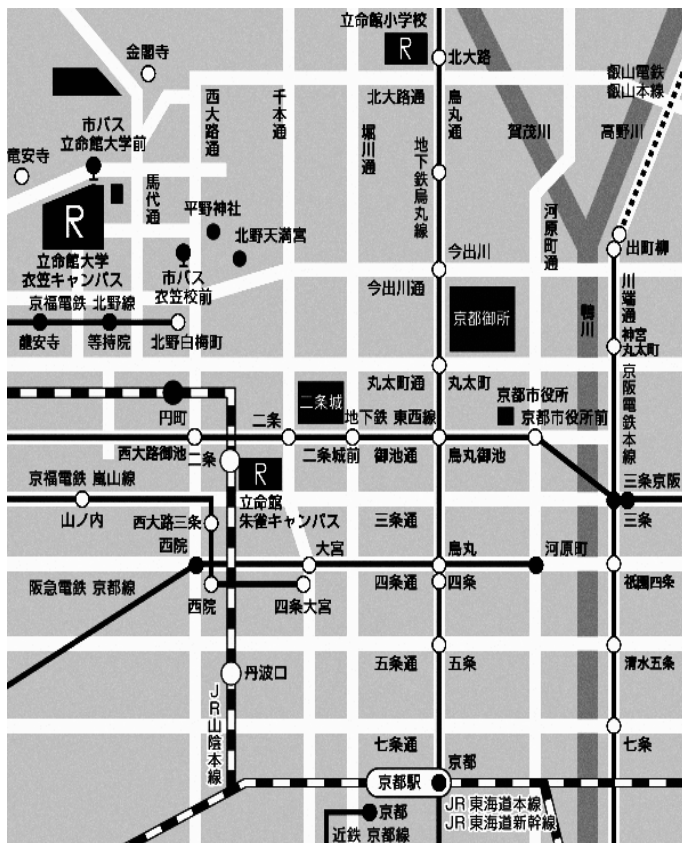 立命館小学校
R
北大路
金閣寺
叡山電鉄
叡山本線
西大路通
千本通
北大路通
烏丸通
堀川通
地下鉄烏丸線
賀茂川
高野川
市バス
立命館大学前
竜安寺
馬代通
R
平野神社
北野天満宮
河原町通
立命館大学
衣笠キャンパス
市バス
衣笠校前
今出川
今出川通
出町柳
川端通
京福電鉄 北野線
龍安寺
等持院
北野白梅町
京都御所
鴨川
神宮
丸太町
円町
二条城
丸太町通
丸太町
京都市役所
京都市役所前
京阪電鉄本線
二条
地下鉄 東西線
西大路御池
二条
二条城前
御池通
烏丸御池
京福電鉄 嵐山線
R
立命館
朱雀キャンパス
三条京阪
山ノ内
西大路三条
三条通
三条
西院
大宮
烏丸
河原町
阪急電鉄 京都線
西院
四条大宮
四条通
四条
祇園四条
五条通
五条
清水五条
丹波口
JR山陰本線
七条通
京都
七条
京都駅
京都
近鉄 京都線
JR東海道本線
JR東海道新幹線